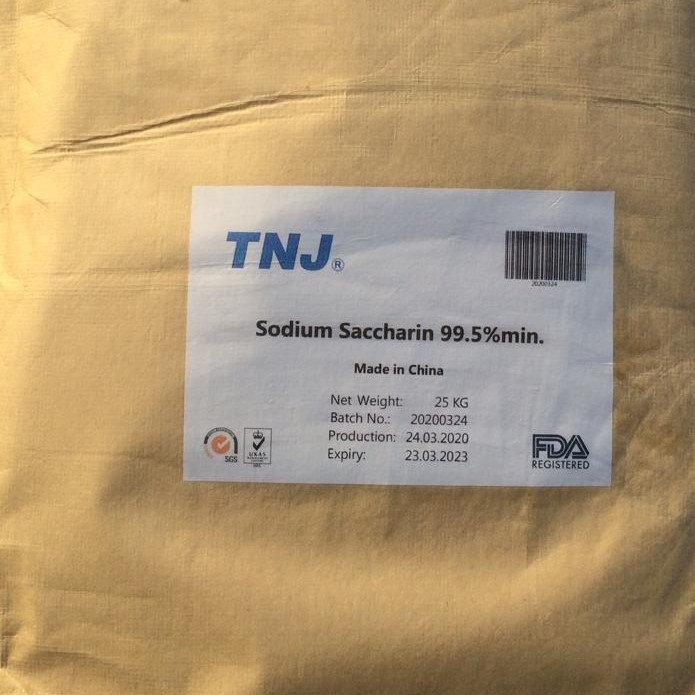 TNJ®
20200324
Sodium Saccharin 99.5%min.
Made in China
Net Weight: 25 KG
Batch No.: 20200324
Production: 24.03.2020
Expiry: 23.03.2023
SGS
UKAS
FDA
REGISTERED